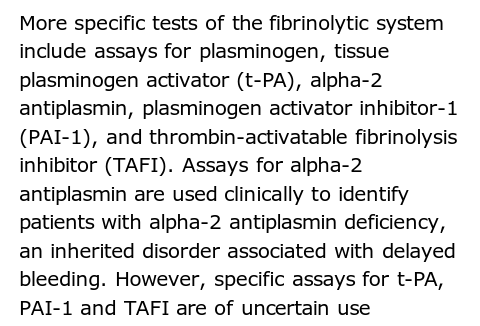 More specific tests of the fibrinolytic system
include assays for plasminogen, tissue
plasminogen activator (t-PA), alpha-2
antiplasmin, plasminogen activator inhibitor-1
(PAI-1), and thrombin-activatable fibrinolysis
inhibitor (TAFI). Assays for alpha-2
antiplasmin are used clinically to identify
patients with alpha-2 antiplasmin deficiency,
an inherited disorder associated with delayed
bleeding. However, specific assays for t-PA,
PAI-1 and TAFI are of uncertain use